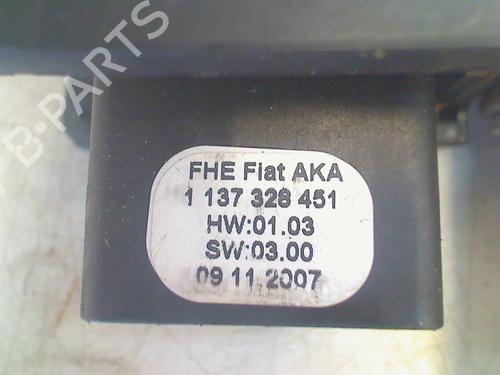 B-PARTS
FHE Fiat AKA
1 137 328 451
HW:01.03
SW:03.00
09 11.2007